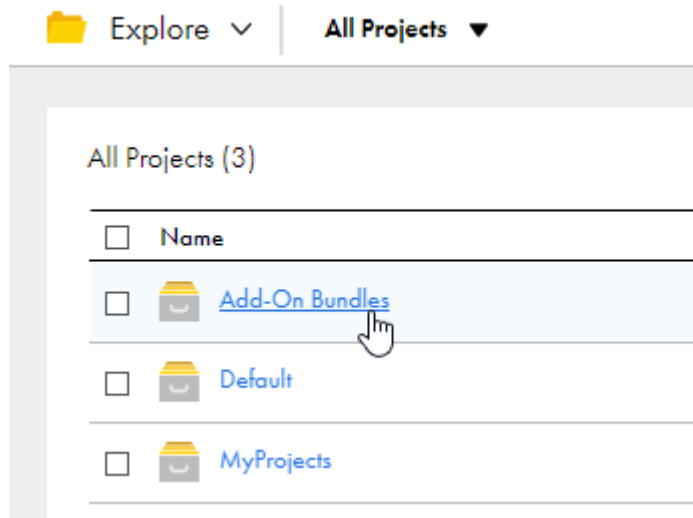 Explore All Projects
All Projects (3)
Name
Add-On Bundles
Default
MyProjects